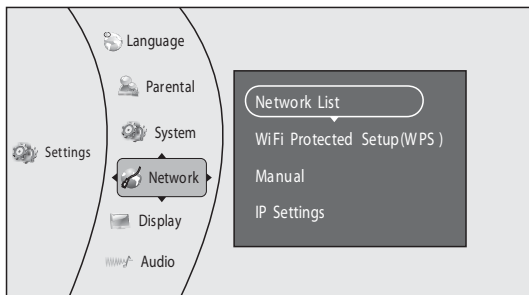 Settings
Language
Parental
System
Network
Display
Audio
Network List
WiFi Protected Setup(WPS)
Manual
IP Settings